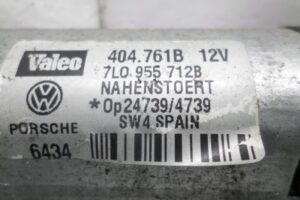 Valeo 404.761B 12V
7L0 955 712B
NAHENSTOERT
*Op24739/4739
PORSCHE SW4 SPAIN
6434